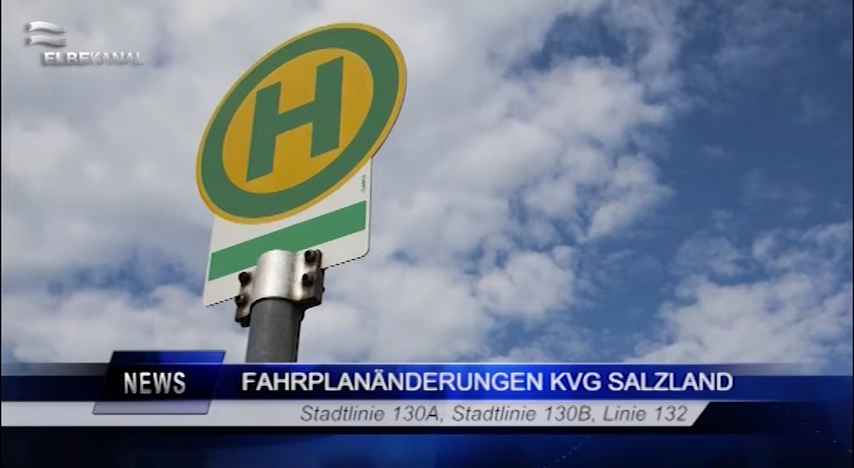 ELBEKANAL
H
NEWS
FAHRPLANÄNDERUNGEN KVG SALZLAND
Stadtlinie 130A, Stadtlinie 130B, Linie 132